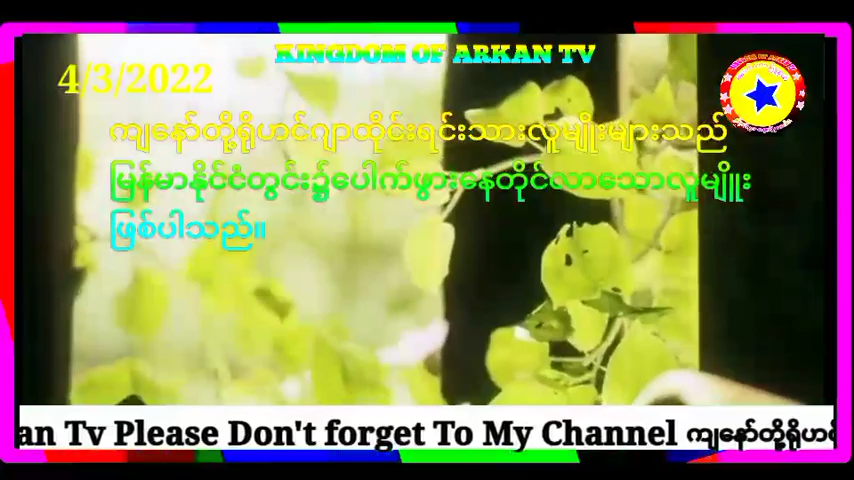 KINGDOM OF ARKAN TV
4/3/2022
ကျနော်တို့ရိုဟင်ဂျာထိုင်းရင်းသားလူမျိုးများသည်
မြန်မာနိုင်ငံတွင်း၌ပေါက်ဖွားနေတိုင်လာသောလူမျိူး
ဖြစ်ပါသည်။
an Tv Please Don't forget To My Channel ကျနော်တို့ရိုဟင်